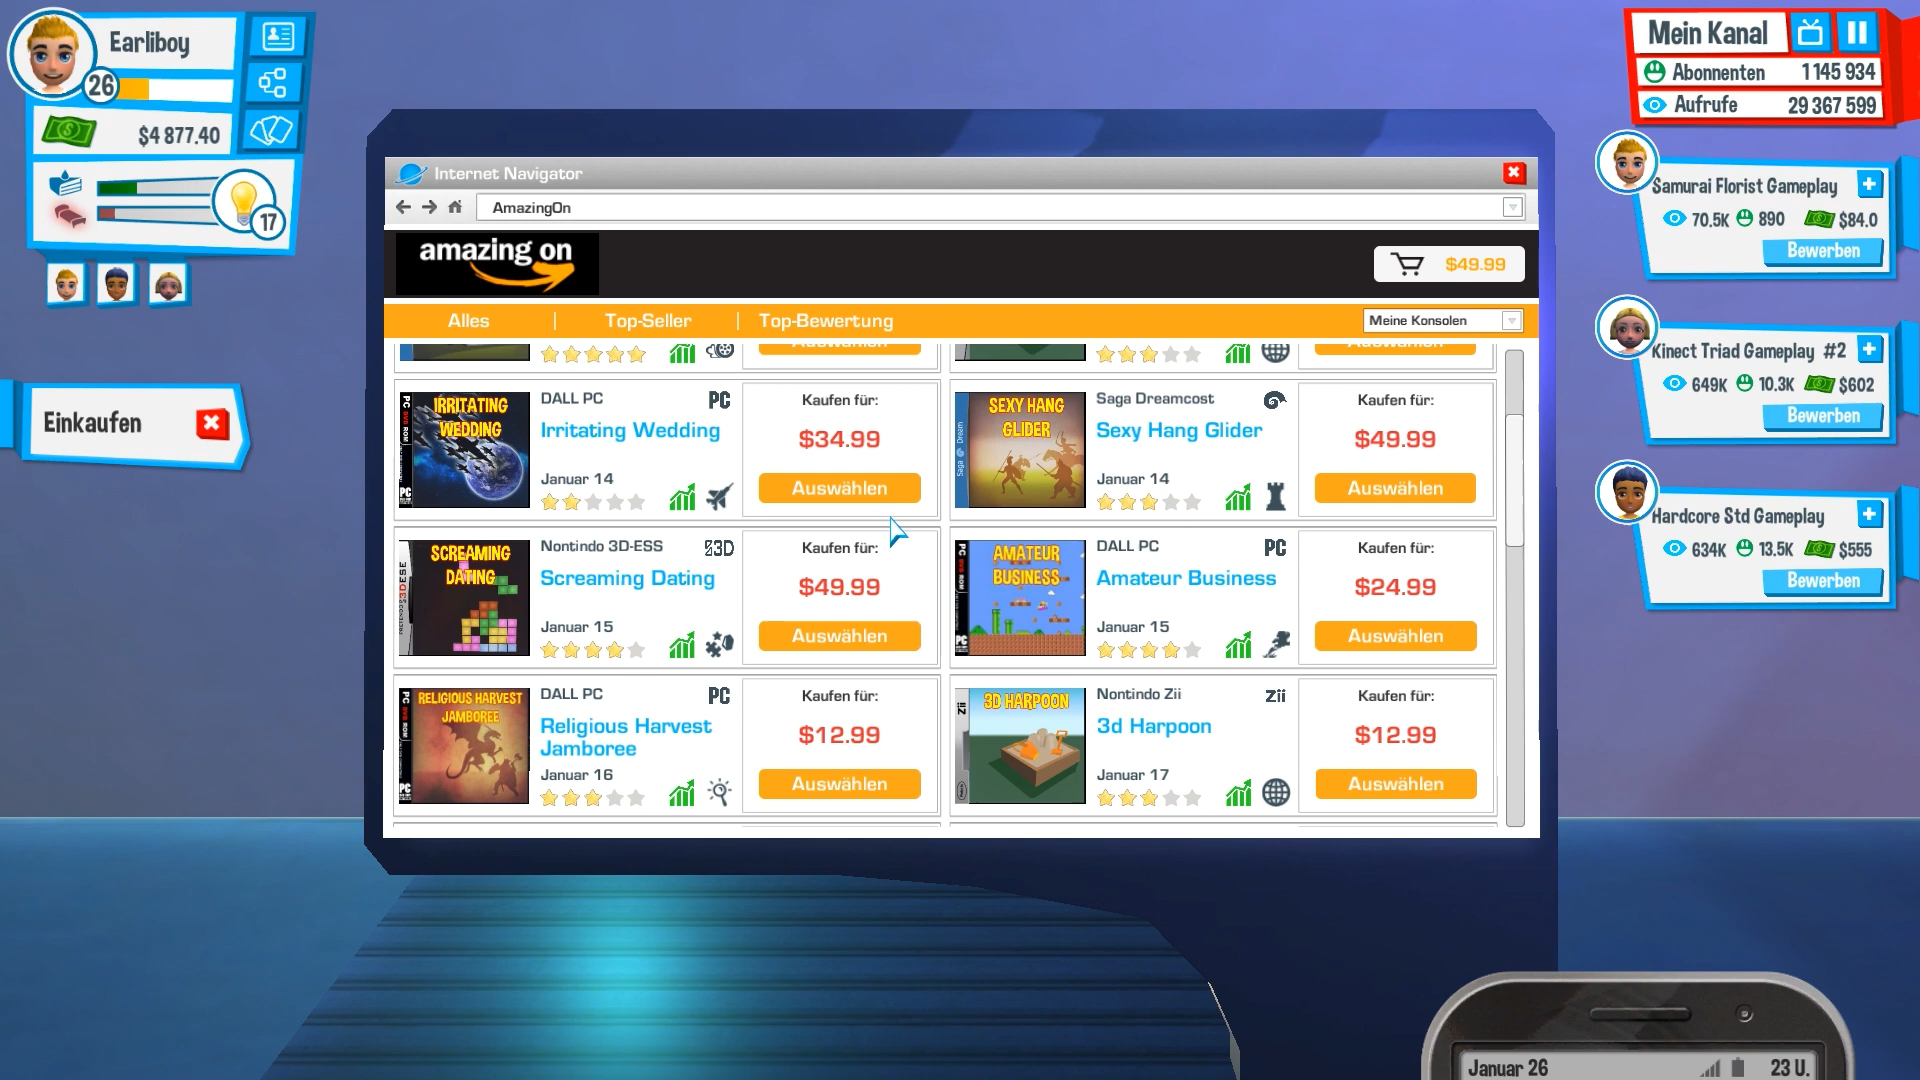 Earliboy
26
$4 877.40
17
Einkaufen
Internet Navigator
AmazingOn
amazing on
$49.99
Alles
Top-Seller
Top-Bewertung
Meine Konsolen
PC
IRRITATING
WEDDING
DALL PC
PC
Irritating Wedding
Januar 14
Kaufen für:
$34.99
Auswählen
SEXY HANG
GLIDER
Saga Dreamcost
Sexy Hang Glider
Januar 14
Kaufen für:
$49.99
Auswählen
SCREAMING
DATING
Nontindo 3D-ESS
S3D
Screaming Dating
Januar 15
Kaufen für:
$49.99
Auswählen
AMATEUR
BUSINESS
DALL PC
PC
Amateur Business
Januar 15
Kaufen für:
$24.99
Auswählen
RELIGIOUS HARVEST
JAMBOREE
DALL PC
PC
Religious Harvest
Jamboree
Januar 16
Kaufen für:
$12.99
Auswählen
3D HARPOON
Nontindo Zii
Zii
3d Harpoon
Januar 17
Kaufen für:
$12.99
Auswählen
Mein Kanal
Abonnenten 1 145 934
Aufrufe 29 367 599
Samurai Florist Gameplay
70.5K 890 $84.0
Bewerben
Kinect Triad Gameplay #2
649K 10.3K $602
Bewerben
Hardcore Std Gameplay
634K 13.5K $555
Bewerben
Januar 26
23 U.